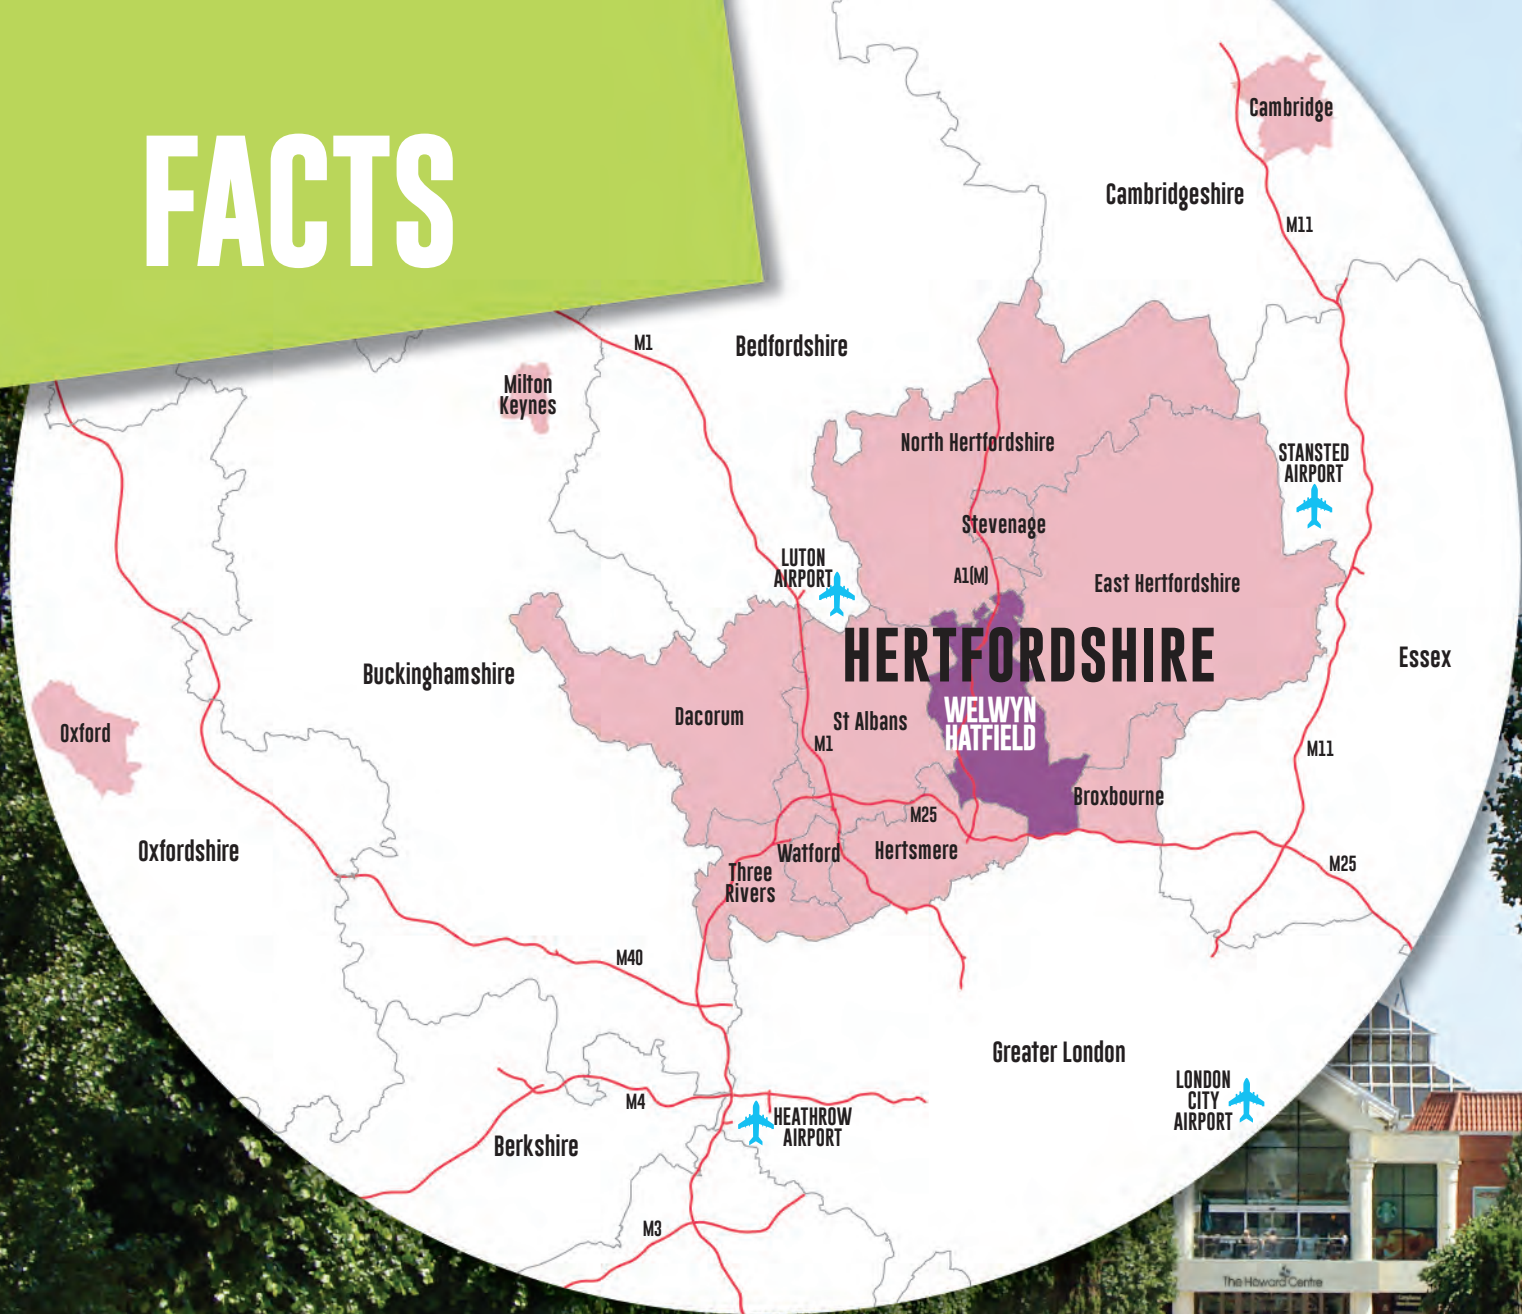 FACTS
Cambridge
Cambridgeshire
M11
M1
Bedfordshire
Milton
Keynes
North Hertfordshire
STANSTED
AIRPORT
Stevenage
LUTON
AIRPORT
A1(M)
East Hertfordshire
HERTFORDSHIRE
Essex
Buckinghamshire
WELWYN
HATFIELD
Dacorum
St Albans
Oxford
M1
M11
Broxbourne
M25
Oxfordshire
Watford
Hertsmere
Three
Rivers
M25
M40
Greater London
LONDON
CITY
AIRPORT
M4
HEATHROW
AIRPORT
Berkshire
M3
The Howard Centre